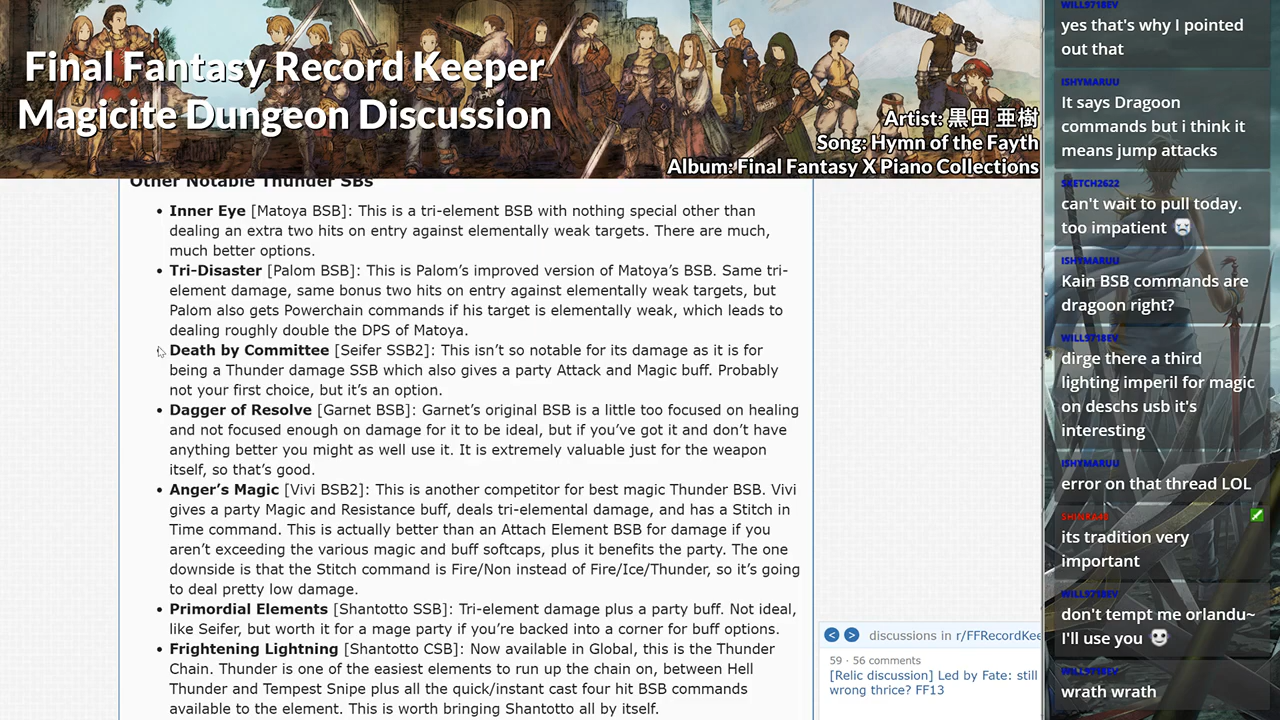 Final Fantasy Record Keeper
Magicite Dungeon Discussion
Artist: 黒田 亜樹
Song: Hymn of the Fayth
Album: Final Fantasy X Piano Collections
Other Notable Thunder SBs
• Inner Eye [Matoya BSB]: This is a tri-element BSB with nothing special other than
dealing an extra two hits on entry against elementally weak targets. There are much,
much better options.
• Tri-Disaster [Palom BSB]: This is Palom’s improved version of Matoya’s BSB. Same tri-
element damage, same bonus two hits on entry against elementally weak targets, but
Palom also gets Powerchain commands if his target is elementally weak, which leads to
dealing roughly double the DPS of Matoya.
Death by Committee [Seifer SSB2]: This isn’t so notable for its damage as it is for
being a Thunder damage SSB which also gives a party Attack and Magic buff. Probably
not your first choice, but it’s an option.
• Dagger of Resolve [Garnet BSB]: Garnet’s original BSB is a little too focused on healing
and not focused enough on damage for it to be ideal, but if you’ve got it and don’t have
anything better you might as well use it. It is extremely valuable just for the weapon
itself, so that’s good.
• Anger’s Magic [Vivi BSB2]: This is another competitor for best magic Thunder BSB. Vivi
gives a party Magic and Resistance buff, deals tri-elemental damage, and has a Stitch in
Time command. This is actually better than an Attach Element BSB for damage if you
aren’t exceeding the various magic and buff softcaps, plus it benefits the party. The one
downside is that the Stitch command is Fire/Non instead of Fire/Ice/Thunder, so it’s going
to deal pretty low damage.
• Primordial Elements [Shantotto SSB]: Tri-element damage plus a party buff. Not ideal,
like Seifer, but worth it for a mage party if you’re backed into a corner for buff options.
• Frightening Lightning [Shantotto CSB]: Now available in Global, this is the Thunder
Chain. Thunder is one of the easiest elements to run up the chain on, between Hell
Thunder and Tempest Snipe plus all the quick/instant cast four hit BSB commands
available to the element. This is worth bringing Shantotto all by itself.
< > discussions in r/FFRecordKee
59 · 56 comments
[Relic discussion] Led by Fate: still
wrong thrice? FF13
WILL9718EV
yes that's why I pointed
out that
ISHYMARUU
It says Dragoon
commands but i think it
means jump attacks
SKETCH2622
can't wait to pull today.
too impatient
ISHYMARUU
Kain BSB commands are
dragoon right?
WILL9718EV
dirge there a third
lighting imperil for magic
on deschs usb it's
interesting
ISHYMARUU
error on that thread LOL
its tradition very
important
WILL9718EV
don't tempt me orlandu~
I'll use you
WILL9718EV
wrath wrath